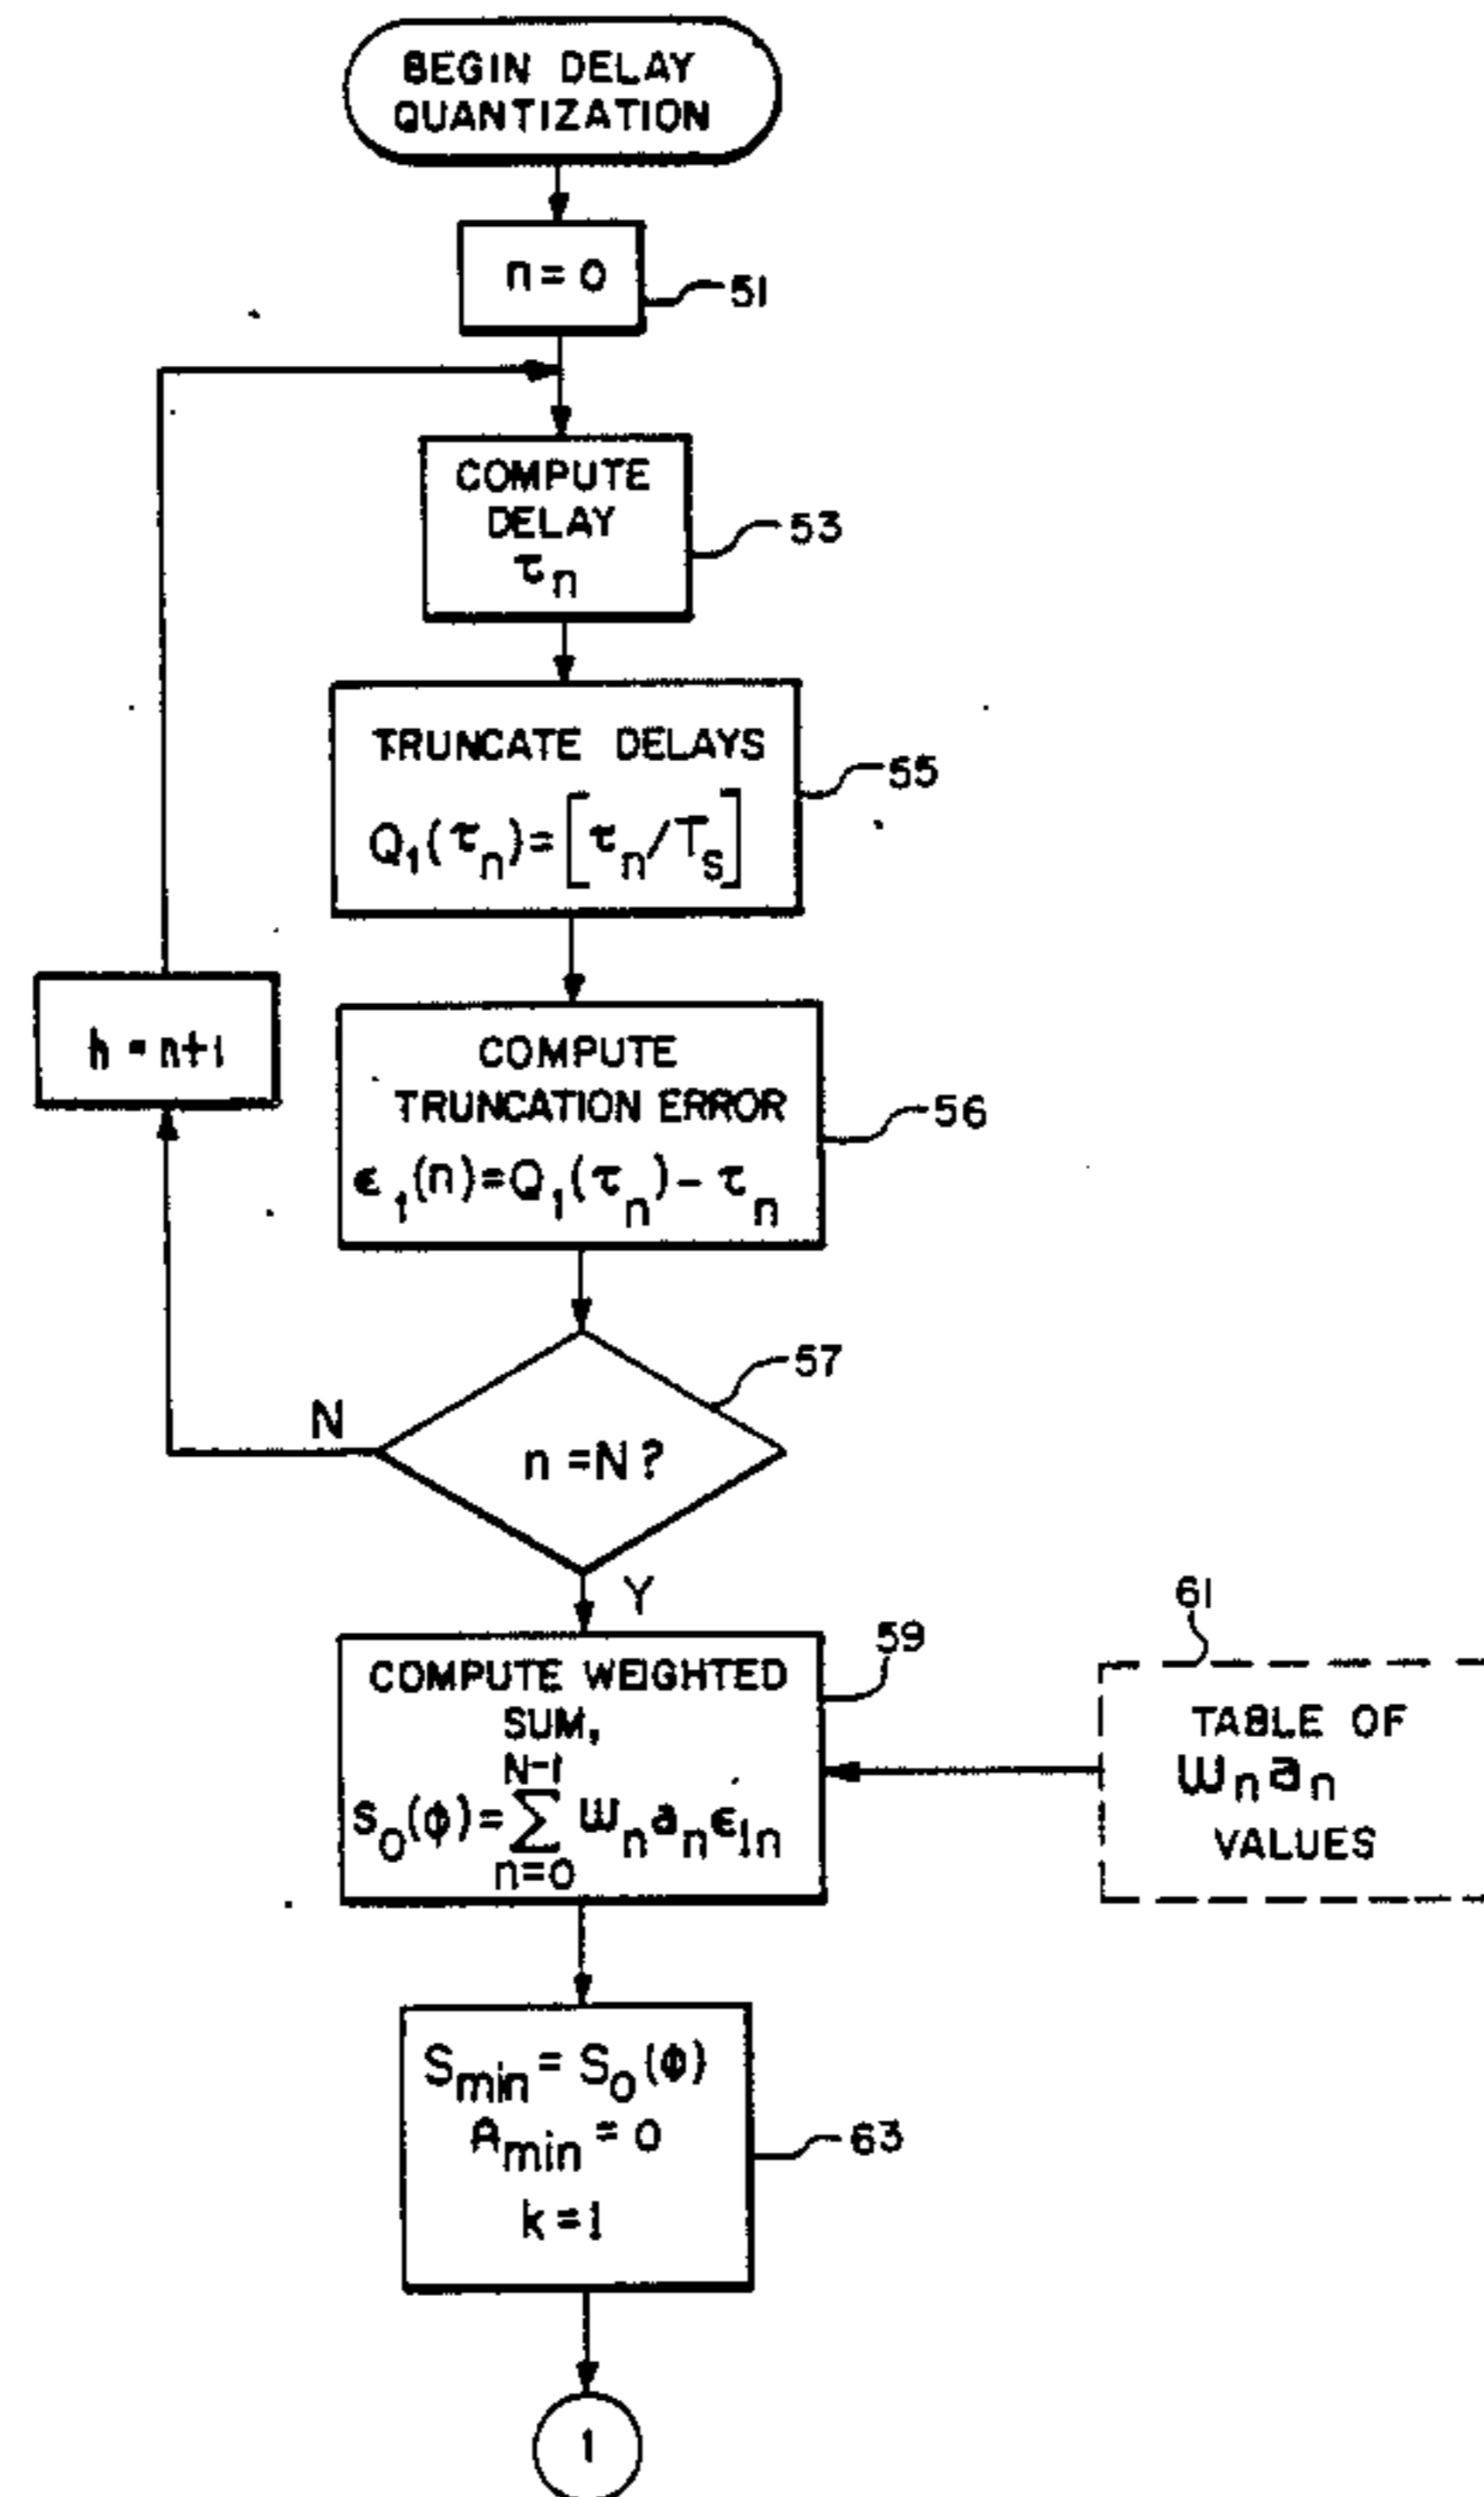 BEGIN DELAY
QUANTIZATION
n = 0
51
COMPUTE
DELAY
τn
53
TRUNCATE DELAYS
Q1(τn)=[τn/Ts]
55
h = n+1
COMPUTE
TRUNCATION ERROR
ϵ1(n)=Q1(τn)-τn
56
n =N?
57
N
Y
COMPUTE WEIGHTED
SUM,
N-1
S0(ϕ)=∑ Wn an ϵ1n
n=0
59
61
TABLE OF
Wn an
VALUES
Smin = S0(ϕ)
Amin = 0
k =1
63
1